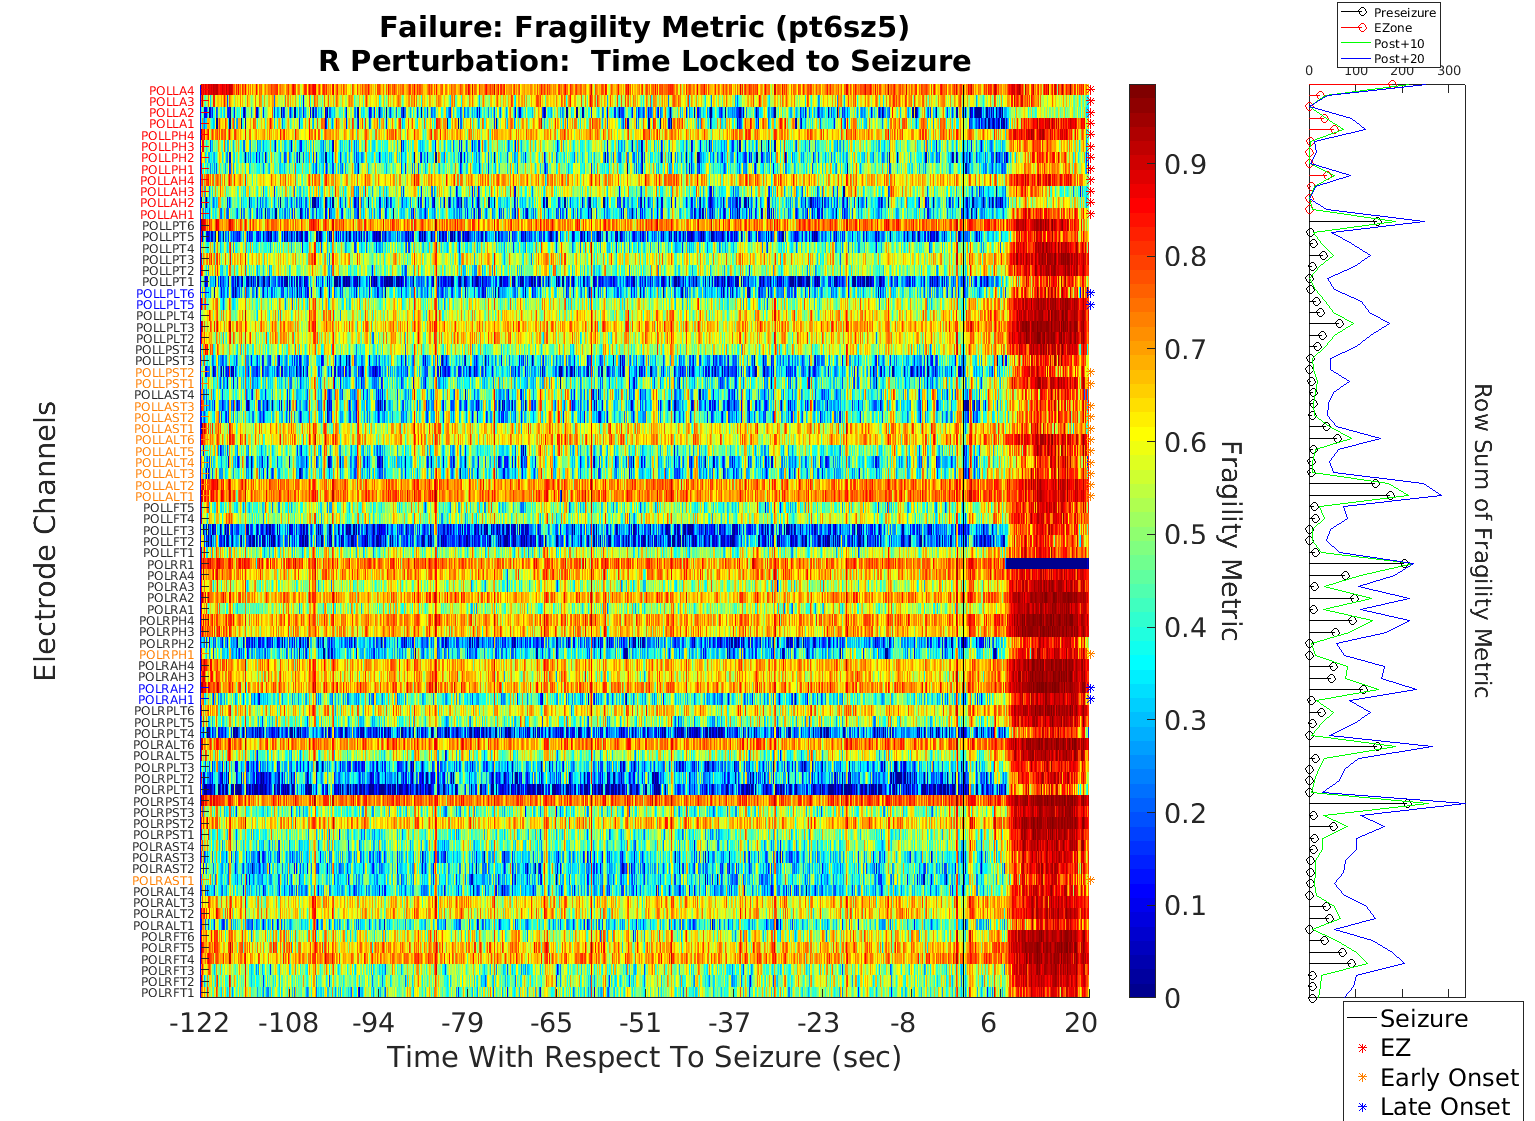 Failure: Fragility Metric (pt6sz5)
R Perturbation:  Time Locked to Seizure
Electrode Channels
POLLA4
POLLA3
POLLA2
POLLA1
POLLPH4
POLLPH3
POLLPH2
POLLPH1
POLLAH4
POLLAH3
POLLAH2
POLLAH1
POLLPT6
POLLPT5
POLLPT4
POLLPT3
POLLPT2
POLLPT1
POLLPLT6
POLLPLT5
POLLPLT4
POLLPLT3
POLLPLT2
POLLPST4
POLLPST3
POLLPST2
POLLPST1
POLLAST4
POLLAST3
POLLAST2
POLLAST1
POLLALT6
POLLALT5
POLLALT4
POLLALT3
POLLALT2
POLLALT1
POLLFT5
POLLFT4
POLLFT3
POLLFT2
POLLFT1
POLRR1
POLRA4
POLRA3
POLRA2
POLRA1
POLRPH4
POLRPH3
POLRPH2
POLRPH1
POLRAH4
POLRAH3
POLRAH2
POLRAH1
POLRPLT6
POLRPLT5
POLRPLT4
POLRALT6
POLRALT5
POLRPLT3
POLRPLT2
POLRPLT1
POLRPST4
POLRPST3
POLRPST2
POLRPST1
POLRAST4
POLRAST3
POLRAST2
POLRAST1
POLRALT4
POLRALT3
POLRALT2
POLRALT1
POLRFT6
POLRFT5
POLRFT4
POLRFT3
POLRFT2
POLRFT1
-122 -108 -94 -79 -65 -51 -37 -23 -8 6 20
Time With Respect To Seizure (sec)
0.9
0.8
0.7
0.6
0.5
0.4
0.3
0.2
0.1
0
Fragility Metric
Preseizure
EZone
Post+10
Post+20
0 100 200 300
Row Sum of Fragility Metric
Seizure
EZ
Early Onset
Late Onset